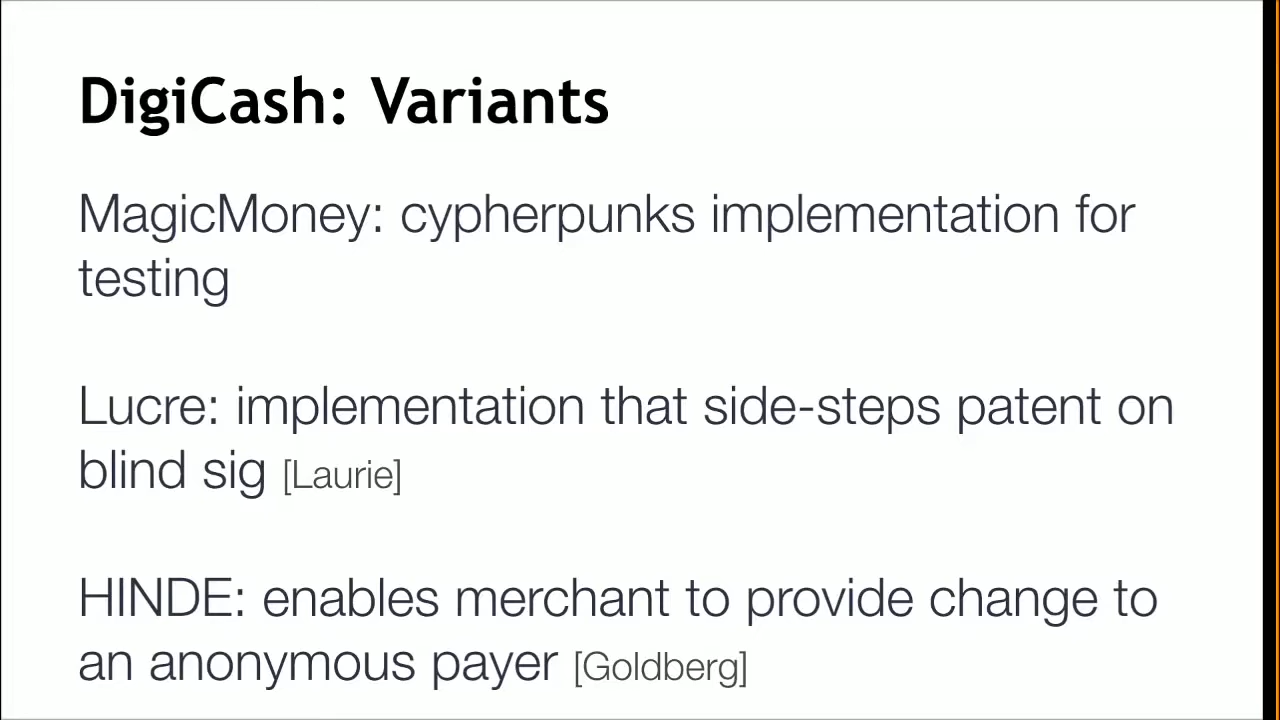 DigiCash: Variants
MagicMoney: cypherpunks implementation for
testing
Lucre: implementation that side-steps patent on
blind sig [Laurie]
HINDE: enables merchant to provide change to
an anonymous payer [Goldberg]